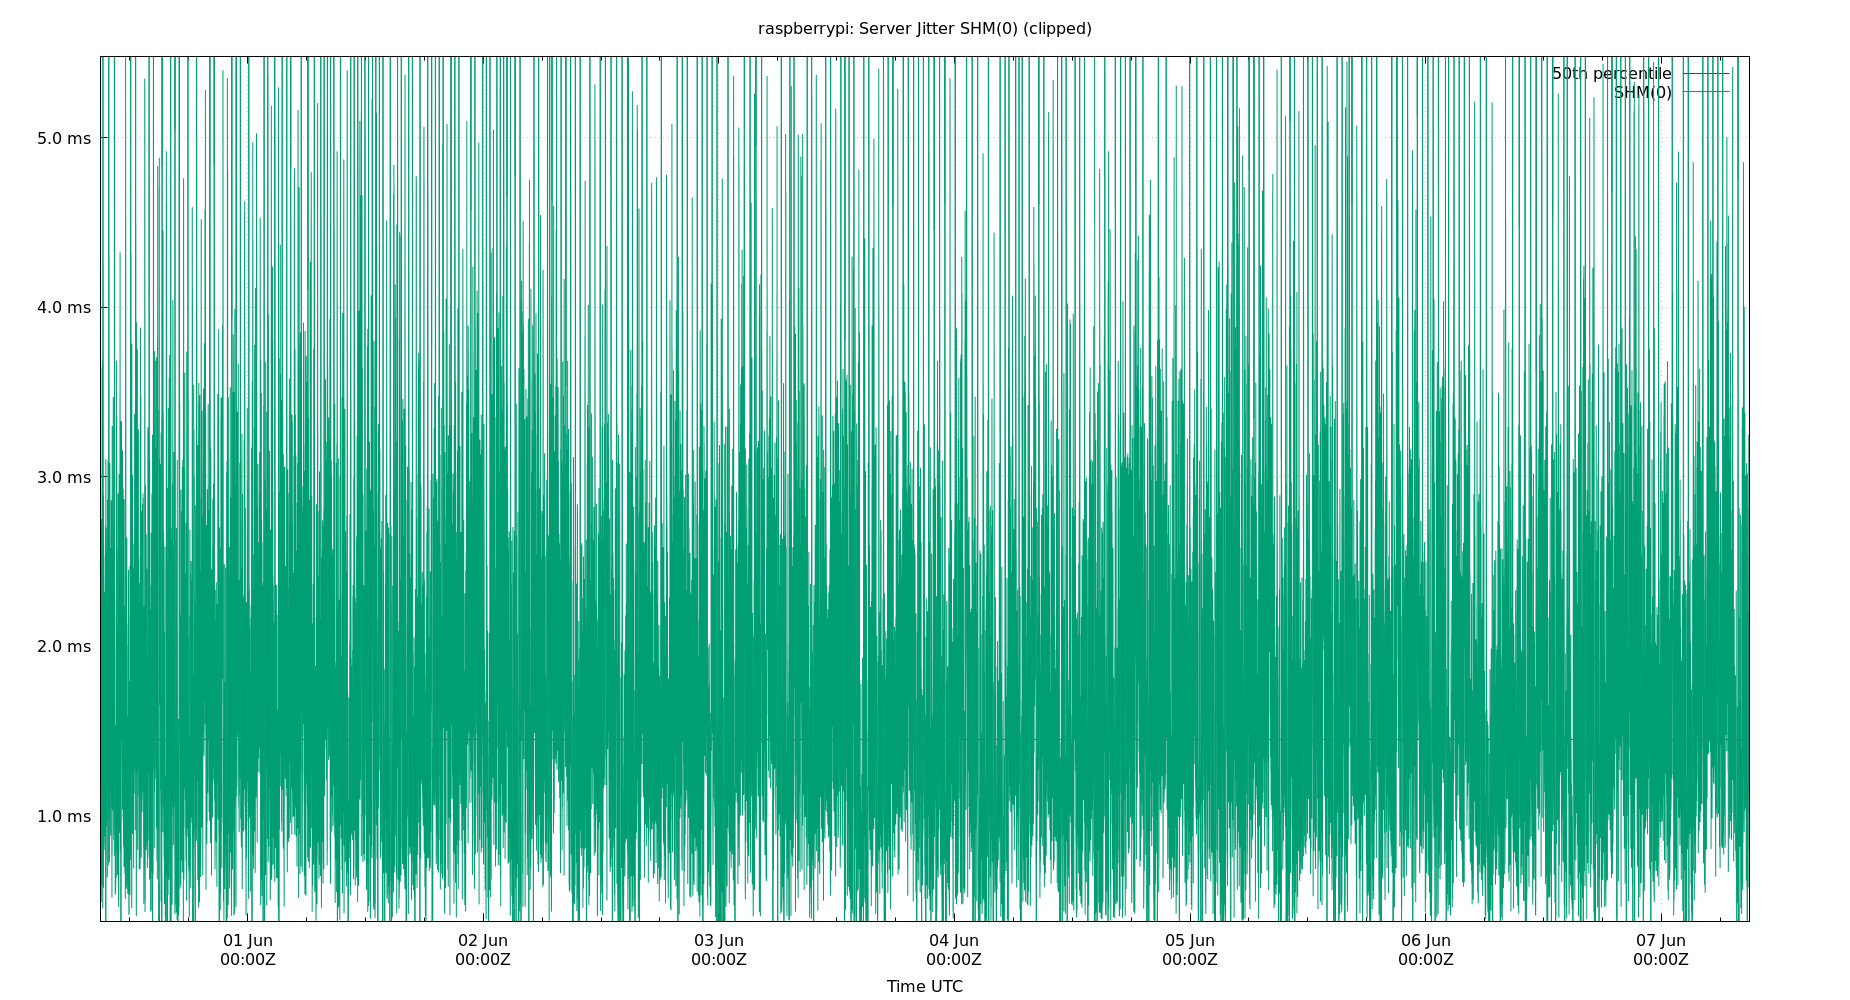 raspberrypi: Server Jitter SHM(0) (clipped)
50th percentile
SHM(0)
5.0 ms
4.0 ms
3.0 ms
2.0 ms
1.0 ms
01 Jun 02 Jun 03 Jun 04 Jun 05 Jun 06 Jun 07 Jun
00:00Z 00:00Z 00:00Z 00:00Z 00:00Z 00:00Z 00:00Z
Time UTC